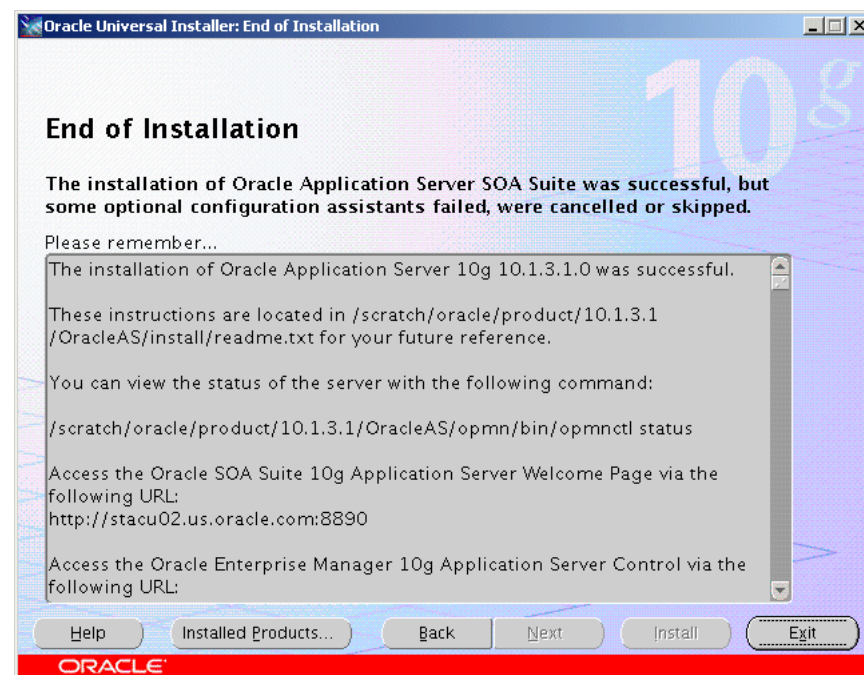 Oracle Universal Installer: End of Installation
10g
End of Installation
The installation of Oracle Application Server SOA Suite was successful, but
some optional configuration assistants failed, were cancelled or skipped.
Please remember...
The installation of Oracle Application Server 10g 10.1.3.1.0 was successful.
These instructions are located in /scratch/oracle/product/10.1.3.1
/OracleAS/install/readme.txt for your future reference.
You can view the status of the server with the following command:
/scratch/oracle/product/10.1.3.1/OracleAS/opmn/bin/opmnctl status
Access the Oracle SOA Suite 10g Application Server Welcome Page via the
following URL:
http://stacu02.us.oracle.com:8890
Access the Oracle Enterprise Manager 10g Application Server Control via the
following URL:
Help Installed Products... Back Next Install Exit
ORACLE